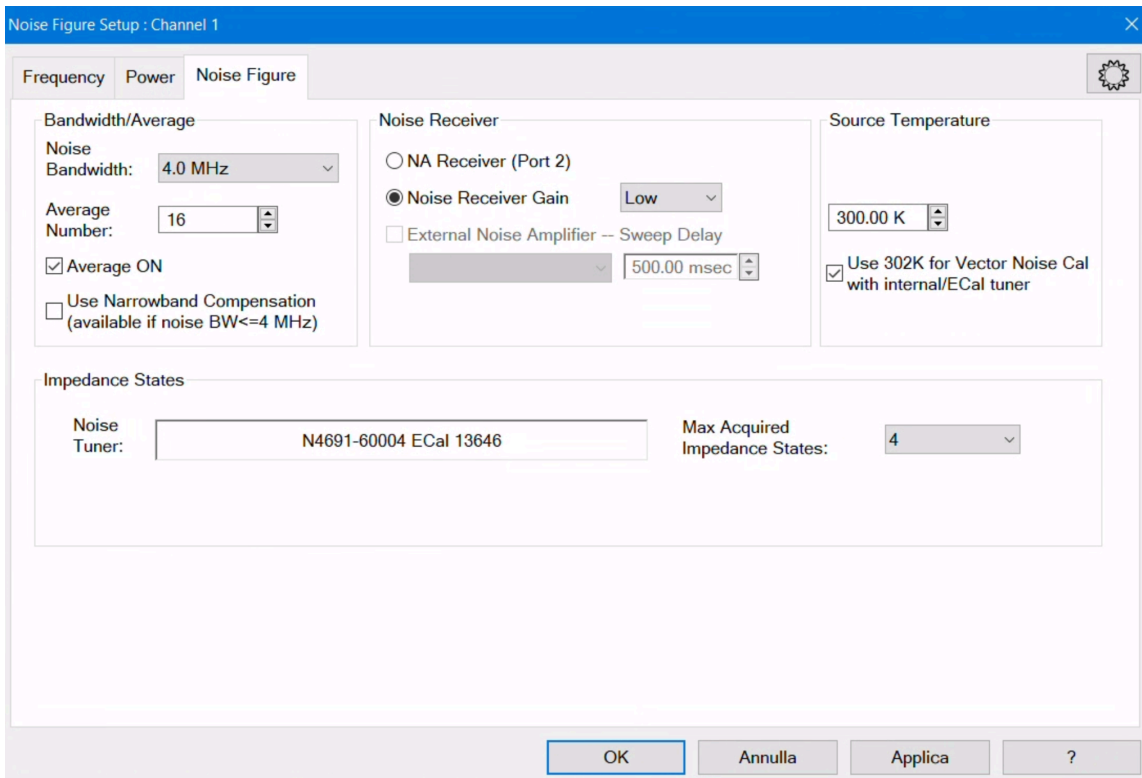 Noise Figure Setup : Channel 1
Frequency
Power
Noise Figure
Bandwidth/Average
Noise
Bandwidth:
4.0 MHz
Average
Number:
16
Average ON
Use Narrowband Compensation
(available if noise BW<=4 MHz)
Noise Receiver
NA Receiver (Port 2)
Noise Receiver Gain
Low
External Noise Amplifier -- Sweep Delay
500.00 msec
Source Temperature
300.00 K
Use 302K for Vector Noise Cal
with internal/ECal tuner
Impedance States
Noise
Tuner:
N4691-60004 ECal 13646
Max Acquired
Impedance States:
4
OK
Annulla
Applica
?